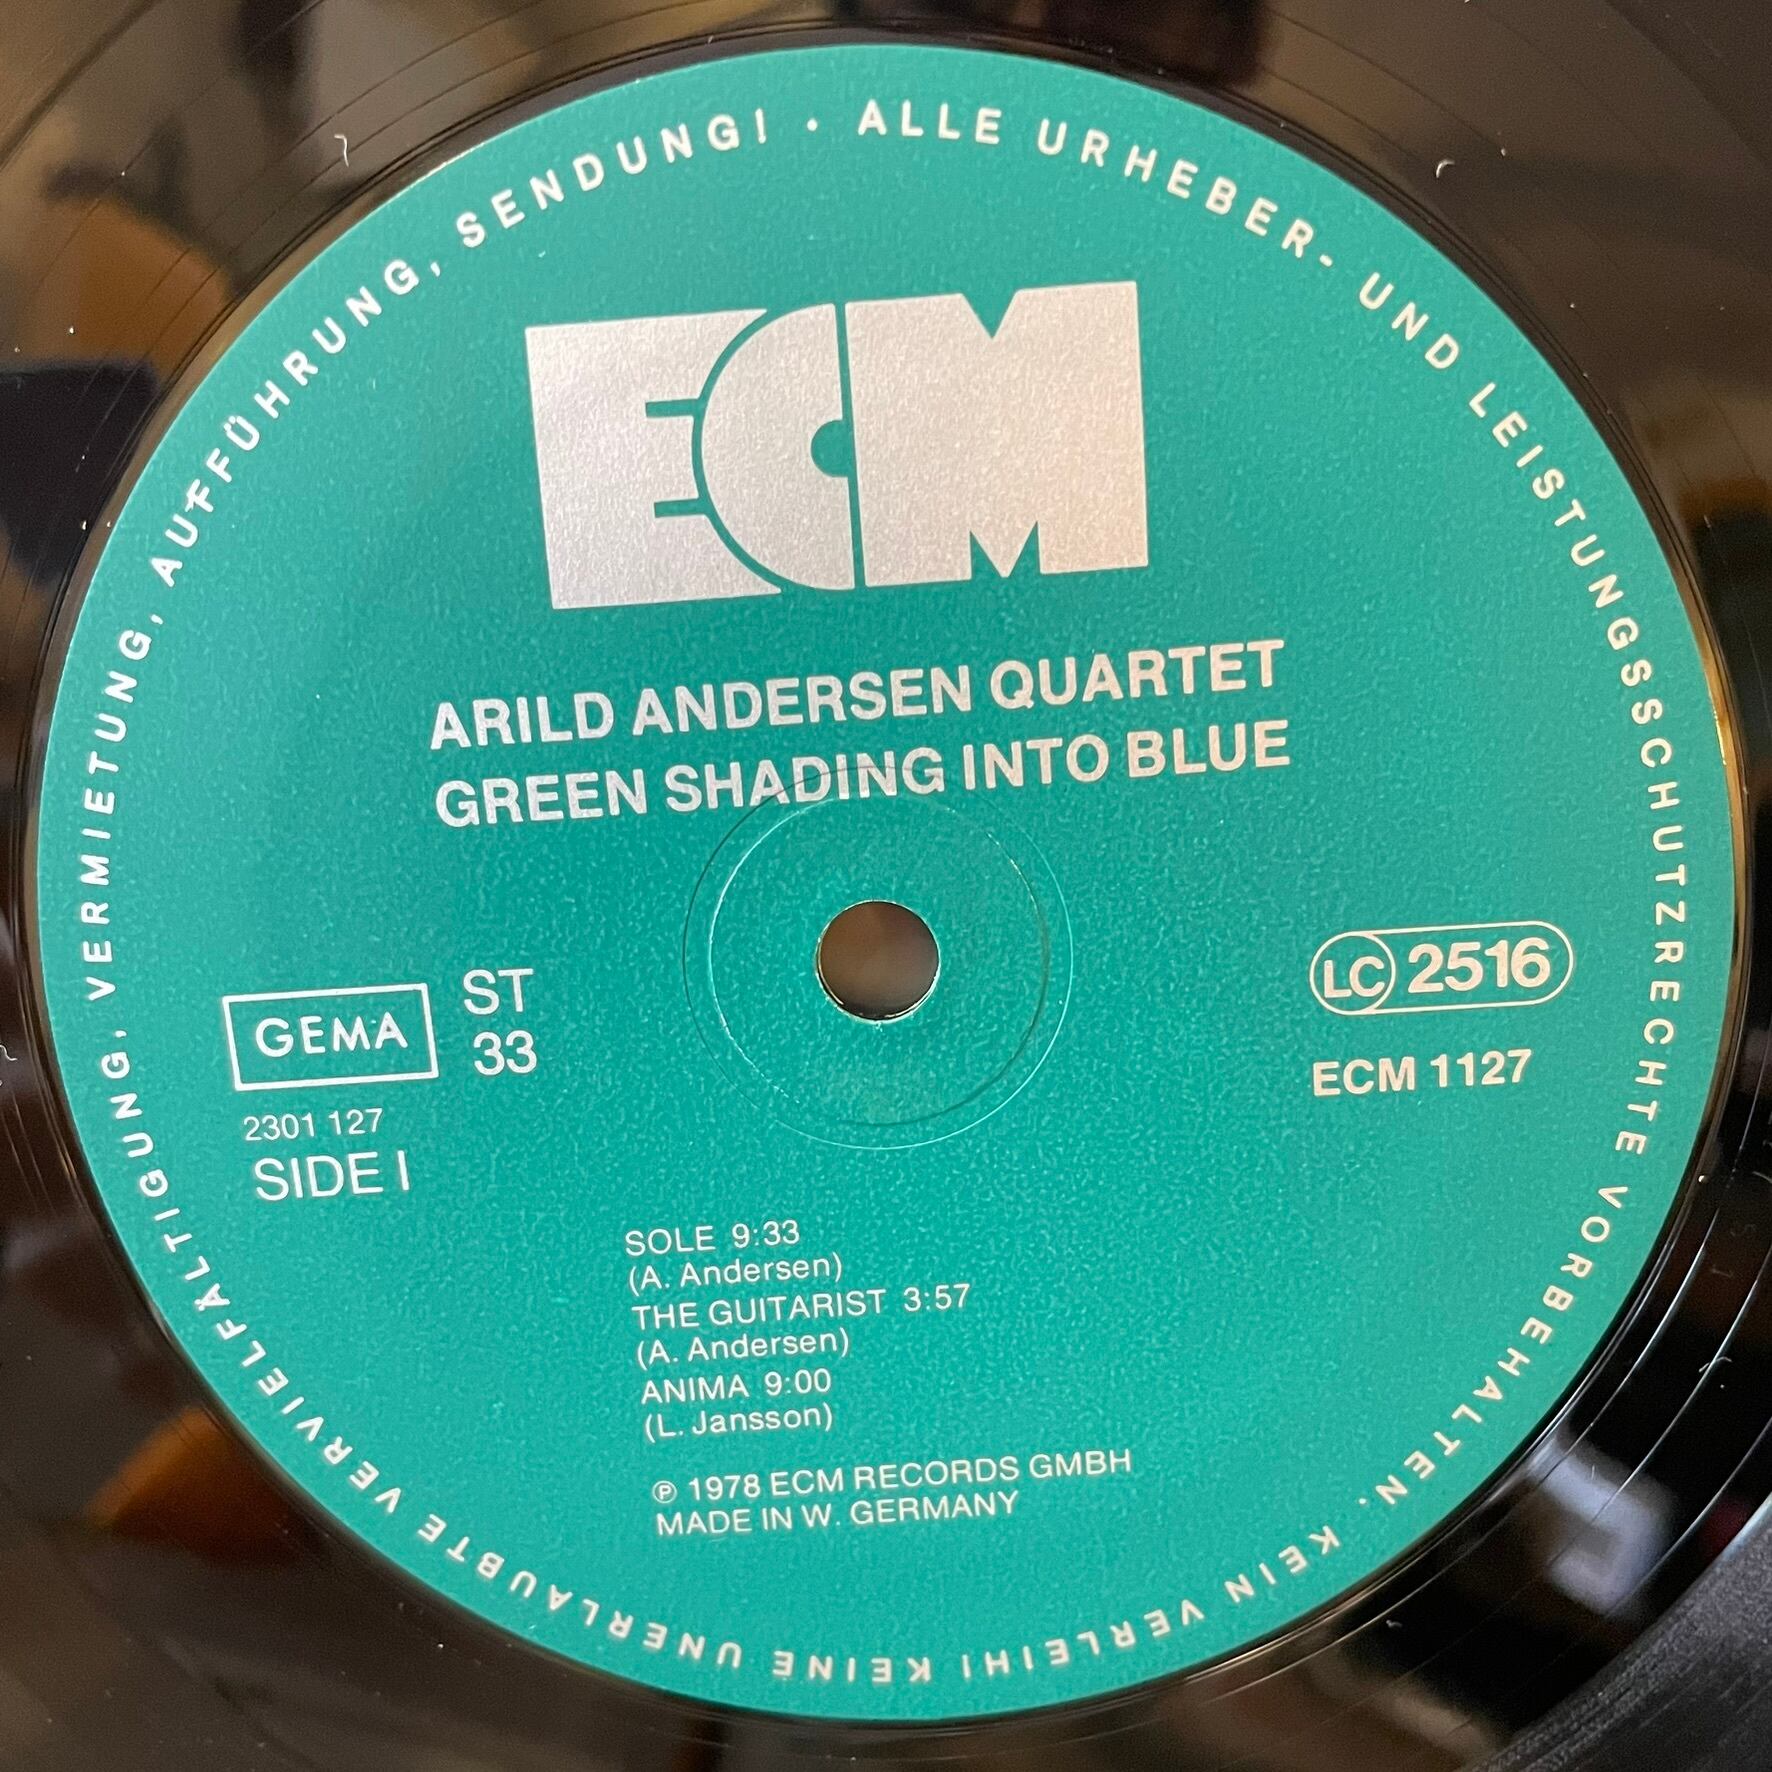 ALLE URHEBER- UND LEISTUNGSSCHUTZRECHTE VORBEHALTEN. KEIN VERLEIH! KEINE UNERLAUBTE VERVIELFÄLTIGUNG, VERMIETUNG, AUFFÜHRUNG, SENDUNG! •
ECM
ARILD ANDERSEN QUARTET
GREEN SHADING INTO BLUE
GEMA
ST
33
LC 2516
ECM 1127
2301 127
SIDE I
SOLE 9:33
(A. Andersen)
THE GUITARIST 3:57
(A. Andersen)
ANIMA 9:00
(L. Jansson)
℗ 1978 ECM RECORDS GMBH
MADE IN W. GERMANY